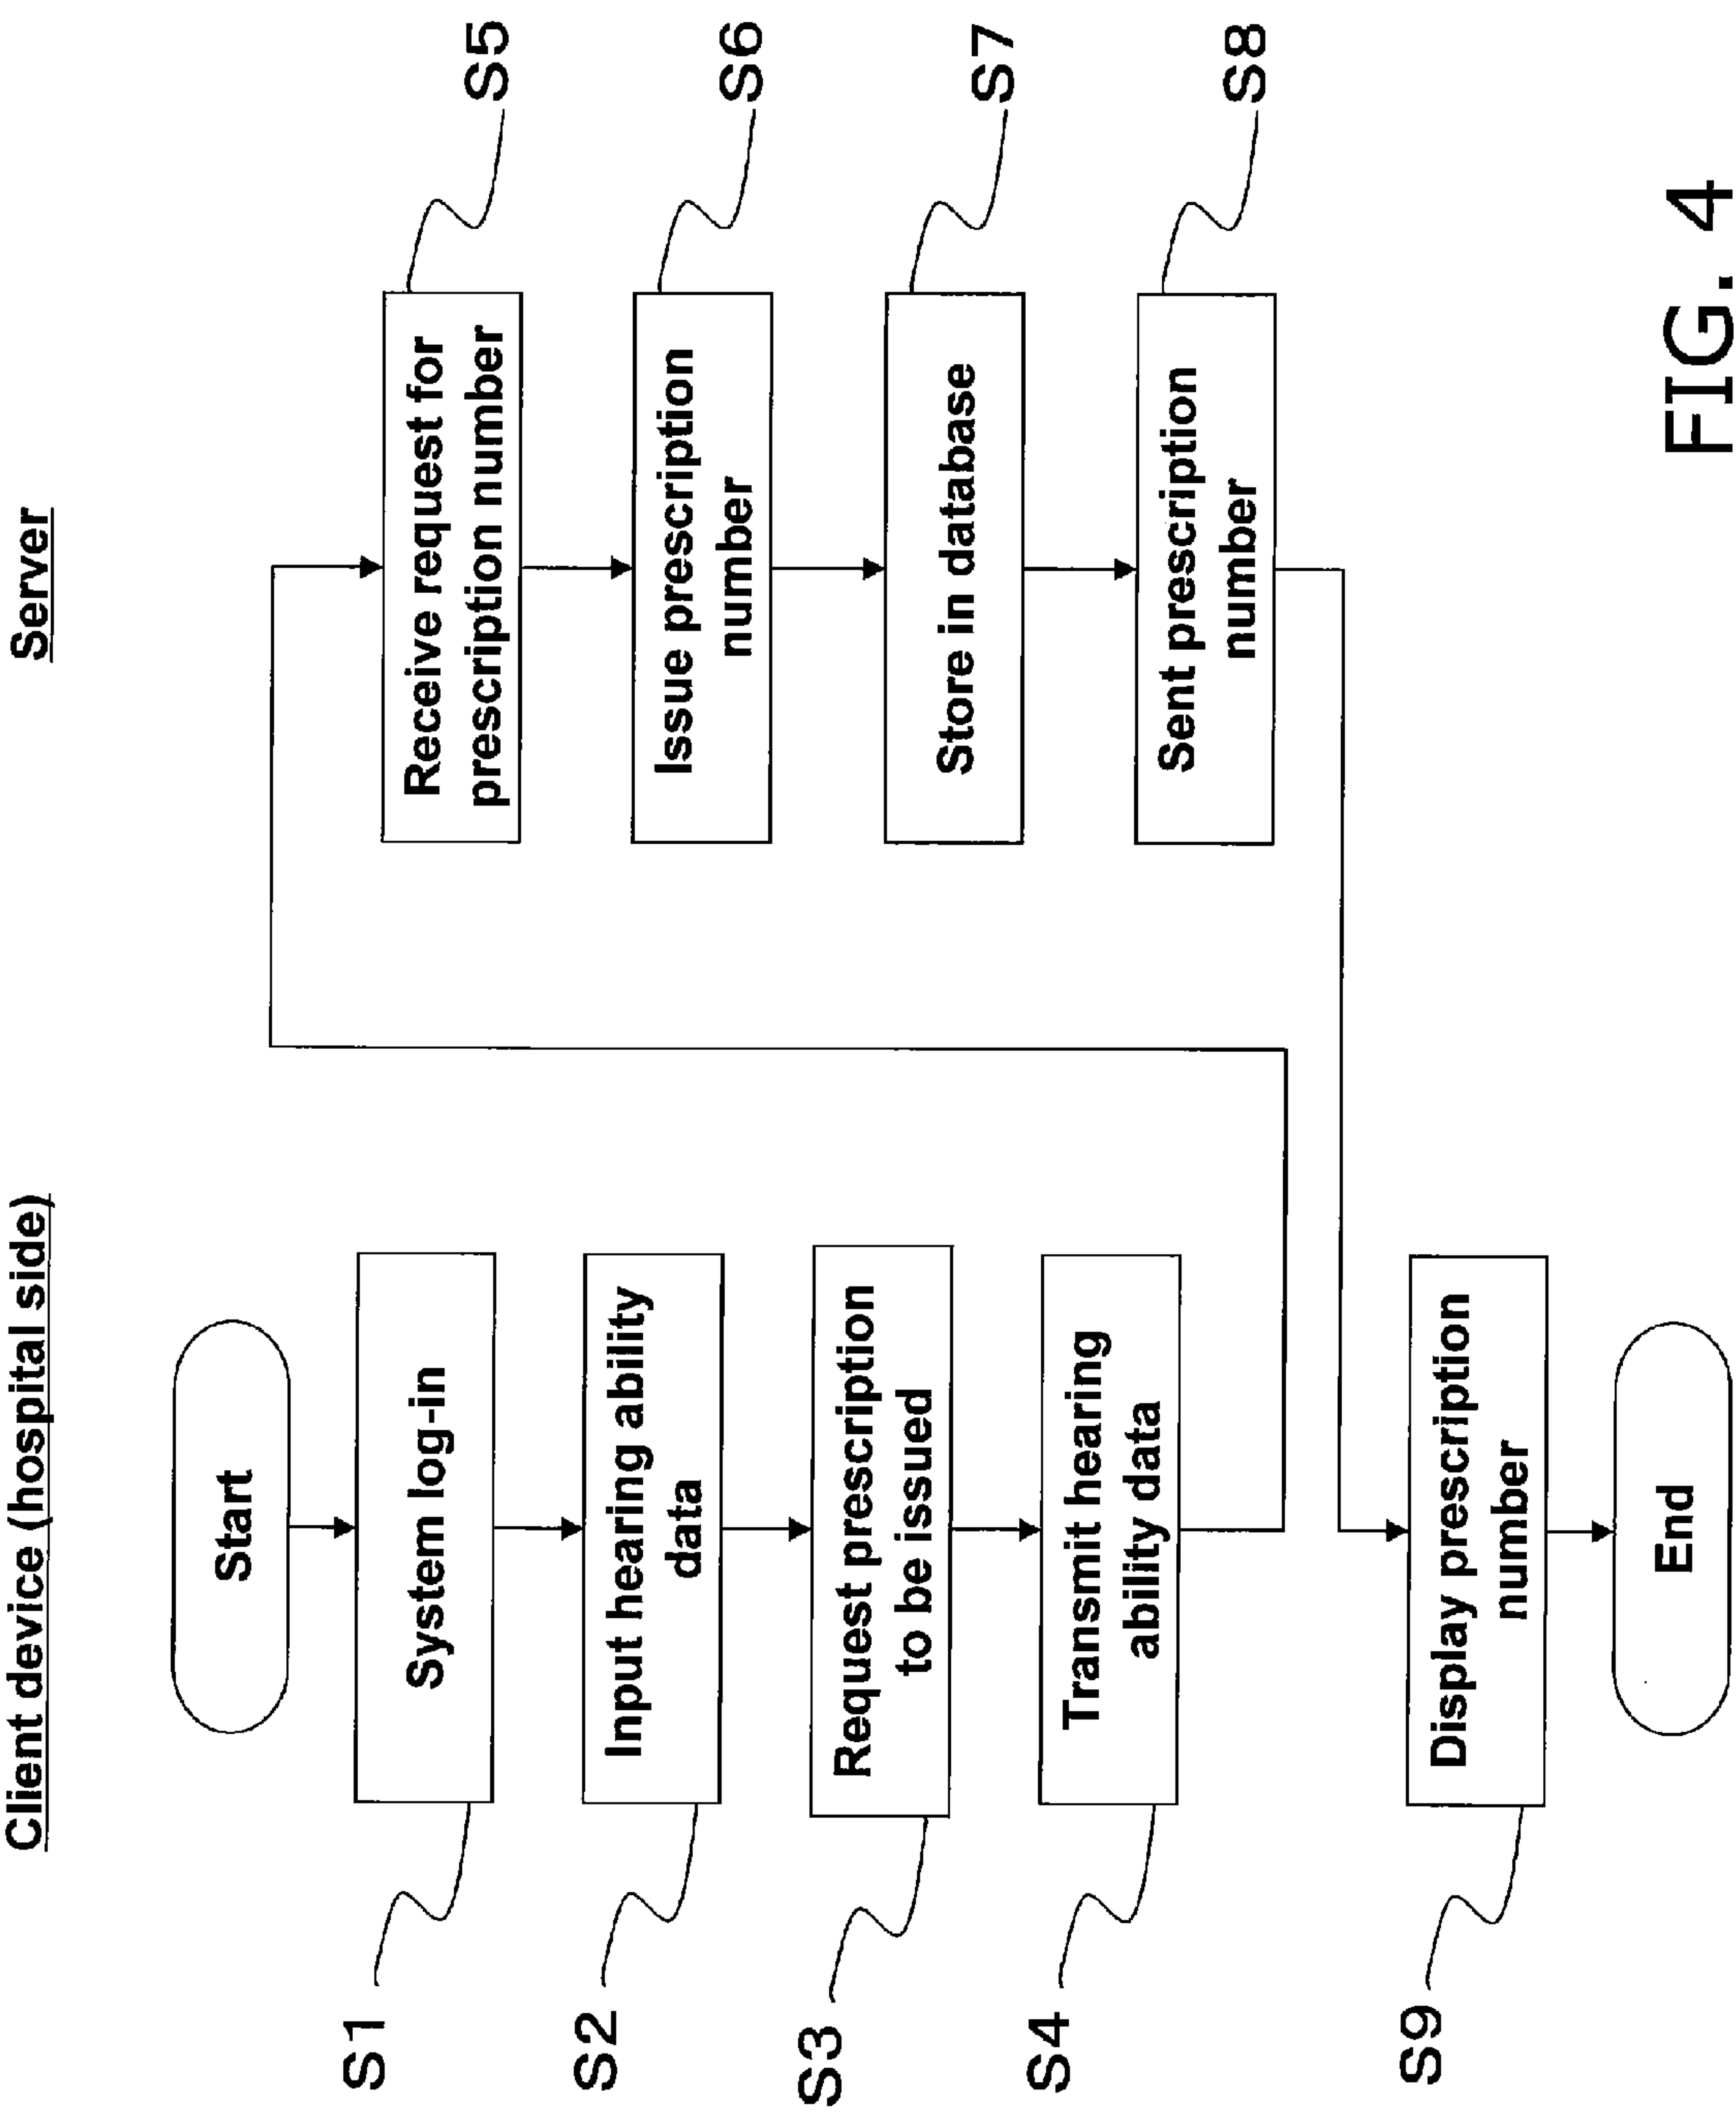 Client device (hospital side)
Server
Start
S1
System log-in
S2
Input hearing ability
data
S3
Request prescription
to be issued
S4
Transmit hearing
ability data
Receive request for
prescription number
S5
Issue prescription
number
S6
Store in database
S7
Sent prescription
number
S8
S9
Display prescription
number
End
FIG. 4